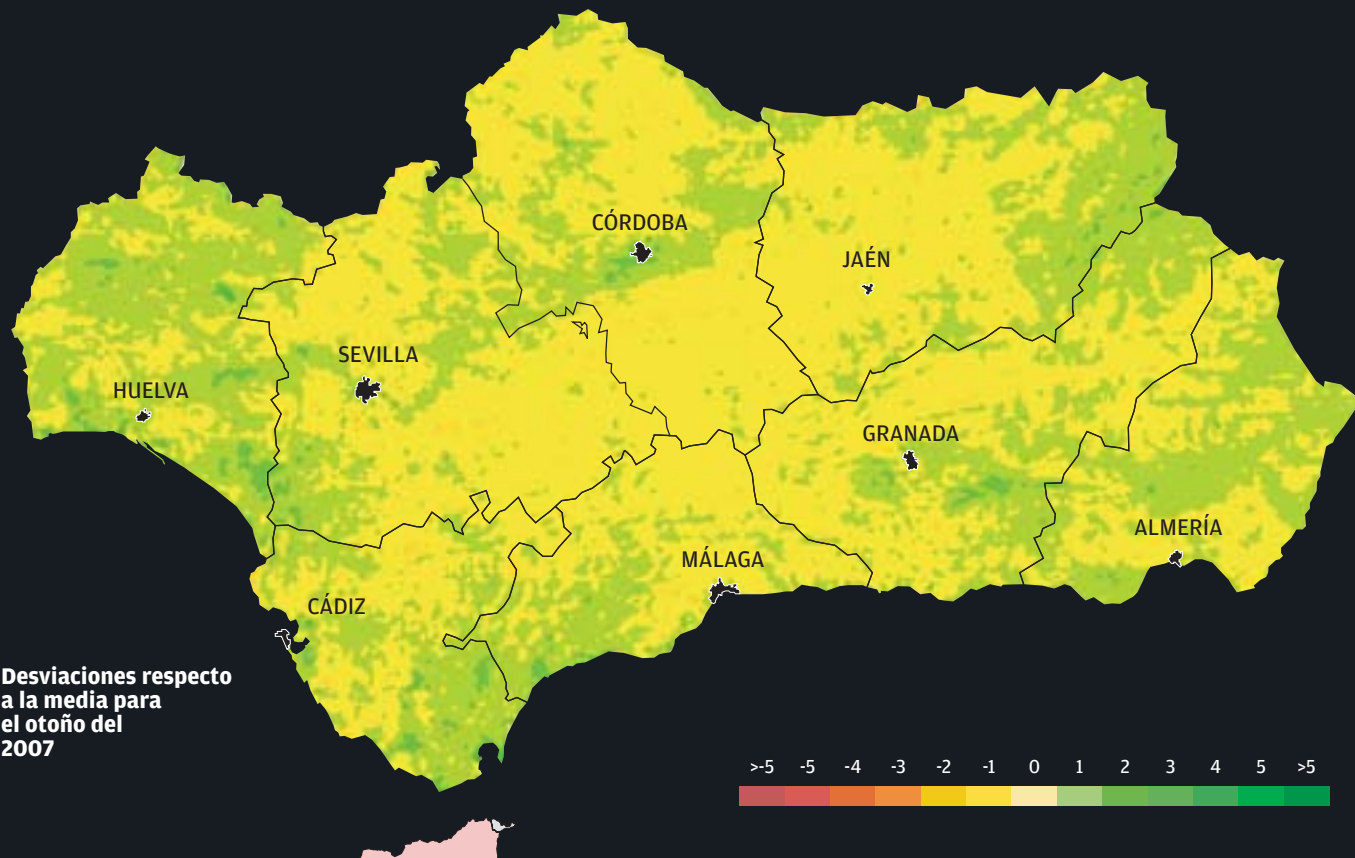 CÓRDOBA
JAÉN
SEVILLA
HUELVA
GRANADA
ALMERÍA
MÁLAGA
CÁDIZ
Desviaciones respecto
a la media para
el otoño del
2007
>-5 -5 -4 -3 -2 -1 0 1 2 3 4 5 >5